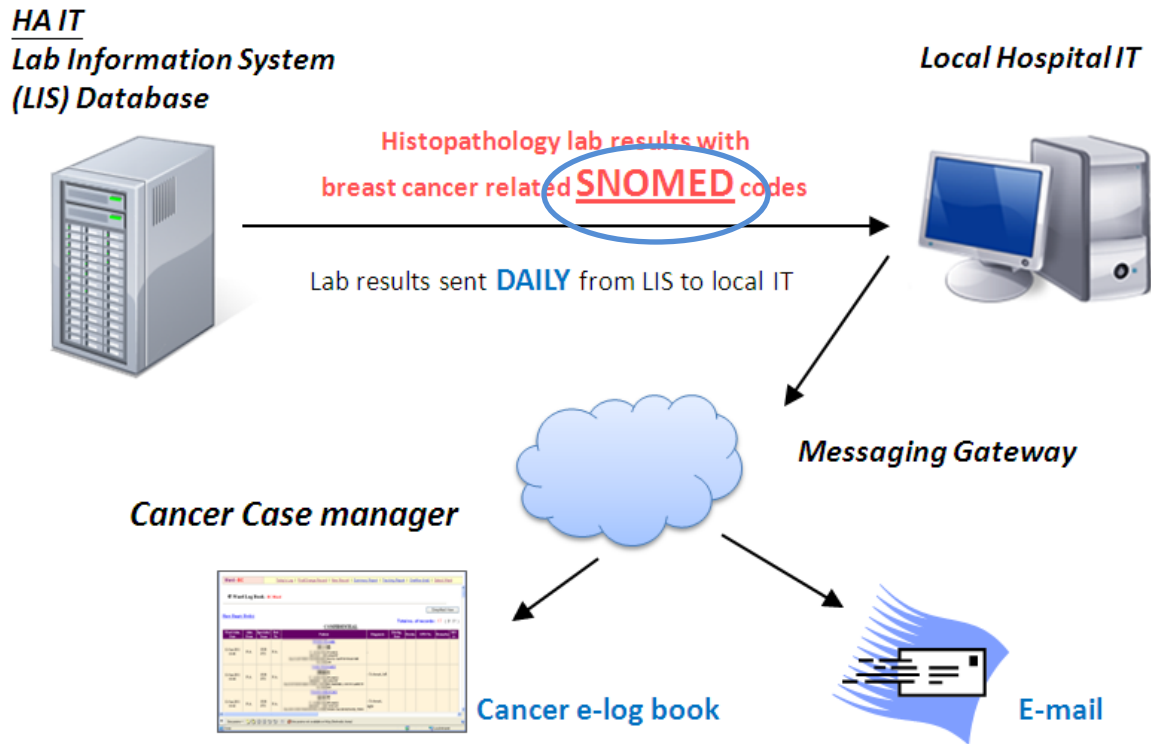 HA IT
Lab Information System
(LIS) Database
Local Hospital IT
Histopathology lab results with
breast cancer related SNOMED codes
Lab results sent DAILY from LIS to local IT
Messaging Gateway
Cancer Case manager
CONFIDENTIAL
Cancer e-log book
E-mail